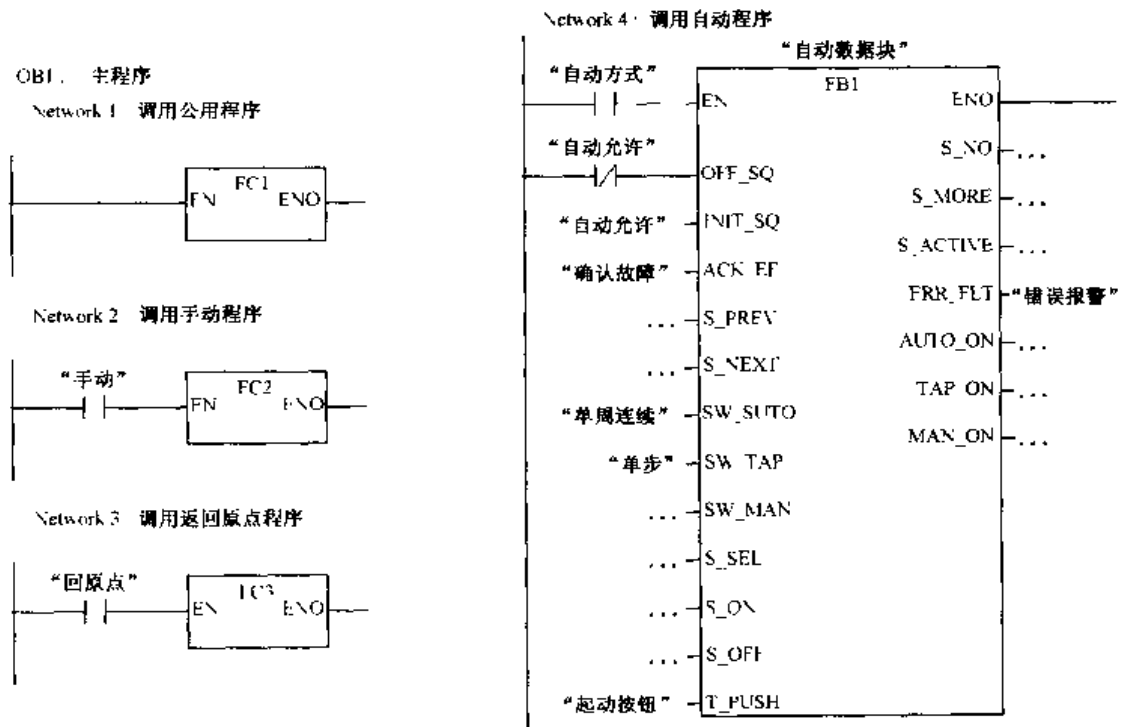 OB1. 主程序
Network 1 调用公用程序
FC1
EN ENO
Network 2 调用手动程序
“手动”
FC2
EN ENO
Network 3 调用返回原点程序
“回原点”
FC3
EN ENO
Network 4: 调用自动程序
“自动数据块”
“自动方式”
FB1
EN ENO
“自动允许”
OFF_SQ
S_NO ...
“自动允许” INIT_SQ
S_MORE ...
“确认故障” ACK_EF
S_ACTIVE ...
... S_PREV
ERR_FLT “错误报警”
... S_NEXT
AUTO_ON ...
“单周连续” SW_SUTO
TAP_ON ...
“单步” SW_TAP
MAN_ON ...
... SW_MAN
... S_SEL
... S_ON
... S_OFF
“起动按钮” T_PUSH